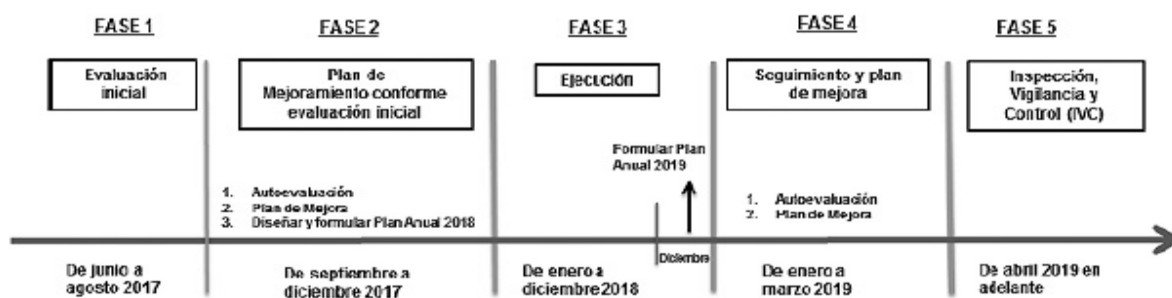 FASE 1
FASE 2
FASE 3
FASE 4
FASE 5
Evaluación
inicial
Plan de
Mejoramiento conforme
evaluación inicial
Ejecución
Seguimiento y plan
de mejora
Inspección,
Vigilancia y
Control (IVC)
Formular Plan
Anual 2019
1. Autoevaluación
2. Plan de Mejora
3. Diseñar y formular Plan Anual 2018
1. Autoevaluación
2. Plan de Mejora
Diciembre
De junio a
agosto 2017
De septiembre a
diciembre 2017
De enero a
diciembre 2018
De enero a
marzo 2019
De abril 2019 en
adelante